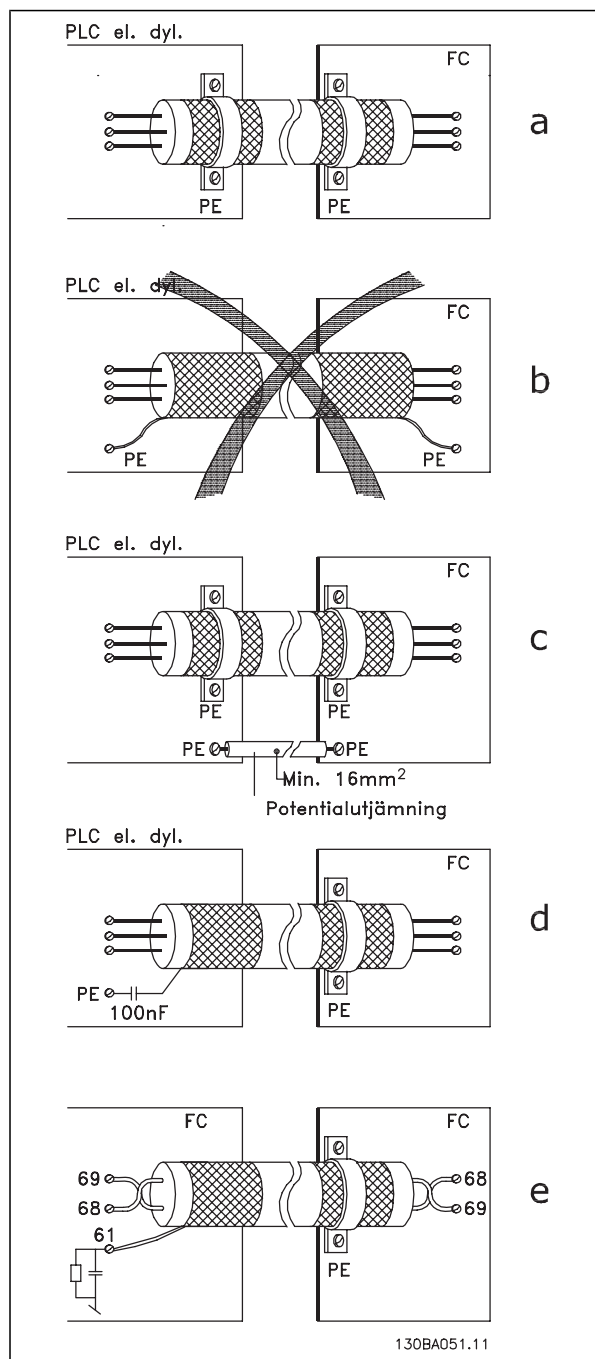 PLC el. dyl.
FC
a
PE
PE
PLC el. dyl.
FC
b
PE
PE
PLC el. dyl.
FC
c
PE
PE
PE
PE
Min. 16mm²
Potentialutjämning
PLC el. dyl.
FC
d
PE
100nF
PE
FC
FC
69
68
68
69
e
61
PE
130BA051.11